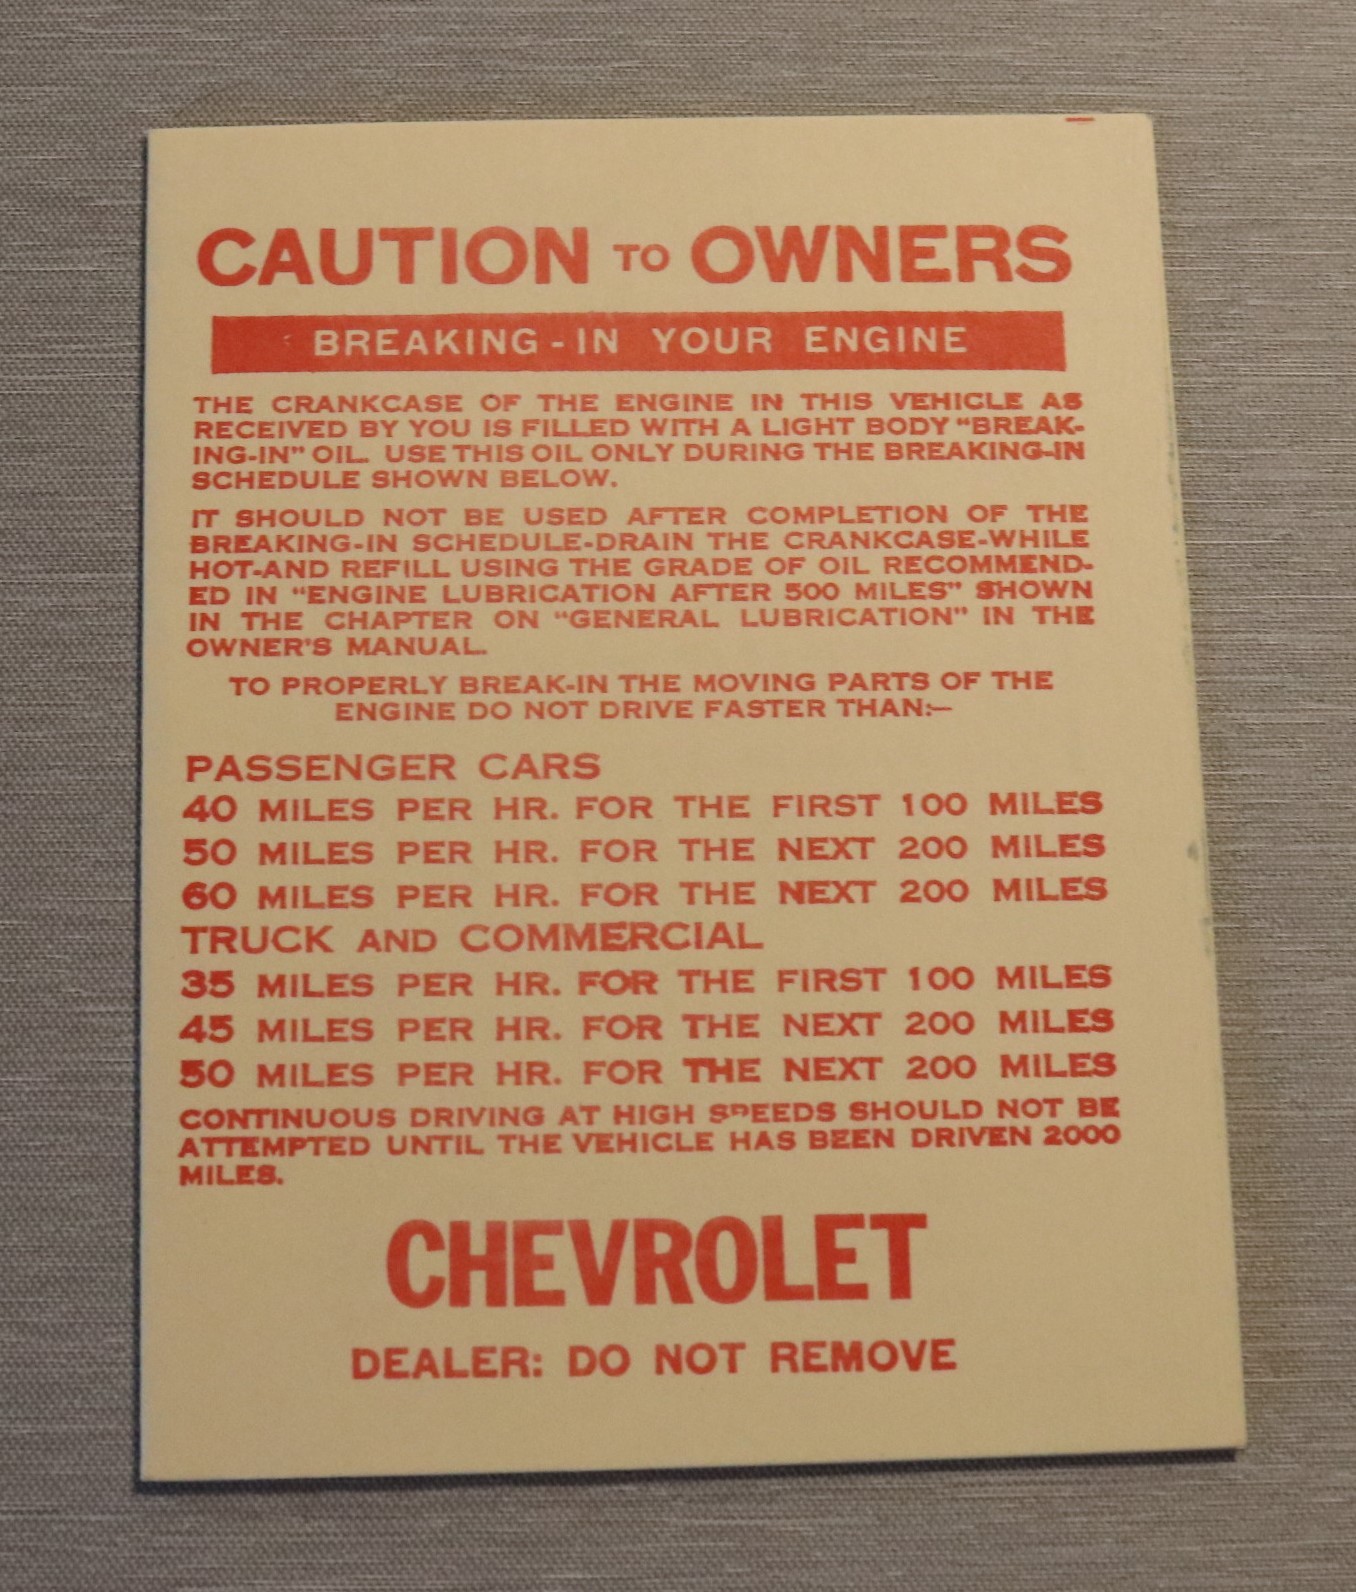 CAUTION TO OWNERS
BREAKING-IN YOUR ENGINE
THE CRANKCASE OF THE ENGINE IN THIS VEHICLE AS
RECEIVED BY YOU IS FILLED WITH A LIGHT BODY "BREAK-
ING-IN" OIL. USE THIS OIL ONLY DURING THE BREAKING-IN
SCHEDULE SHOWN BELOW.
IT SHOULD NOT BE USED AFTER COMPLETION OF THE
BREAKING-IN SCHEDULE-DRAIN THE CRANKCASE-WHILE
HOT-AND REFILL USING THE GRADE OF OIL RECOMMEND-
ED IN "ENGINE LUBRICATION AFTER 500 MILES" SHOWN
IN THE CHAPTER ON "GENERAL LUBRICATION" IN THE
OWNER'S MANUAL.
TO PROPERLY BREAK-IN THE MOVING PARTS OF THE
ENGINE DO NOT DRIVE FASTER THAN:—
PASSENGER CARS
40 MILES PER HR. FOR THE FIRST 100 MILES
50 MILES PER HR. FOR THE NEXT 200 MILES
60 MILES PER HR. FOR THE NEXT 200 MILES
TRUCK AND COMMERCIAL
35 MILES PER HR. FOR THE FIRST 100 MILES
45 MILES PER HR. FOR THE NEXT 200 MILES
50 MILES PER HR. FOR THE NEXT 200 MILES
CONTINUOUS DRIVING AT HIGH SPEEDS SHOULD NOT BE
ATTEMPTED UNTIL THE VEHICLE HAS BEEN DRIVEN 2000
MILES.
CHEVROLET
DEALER: DO NOT REMOVE